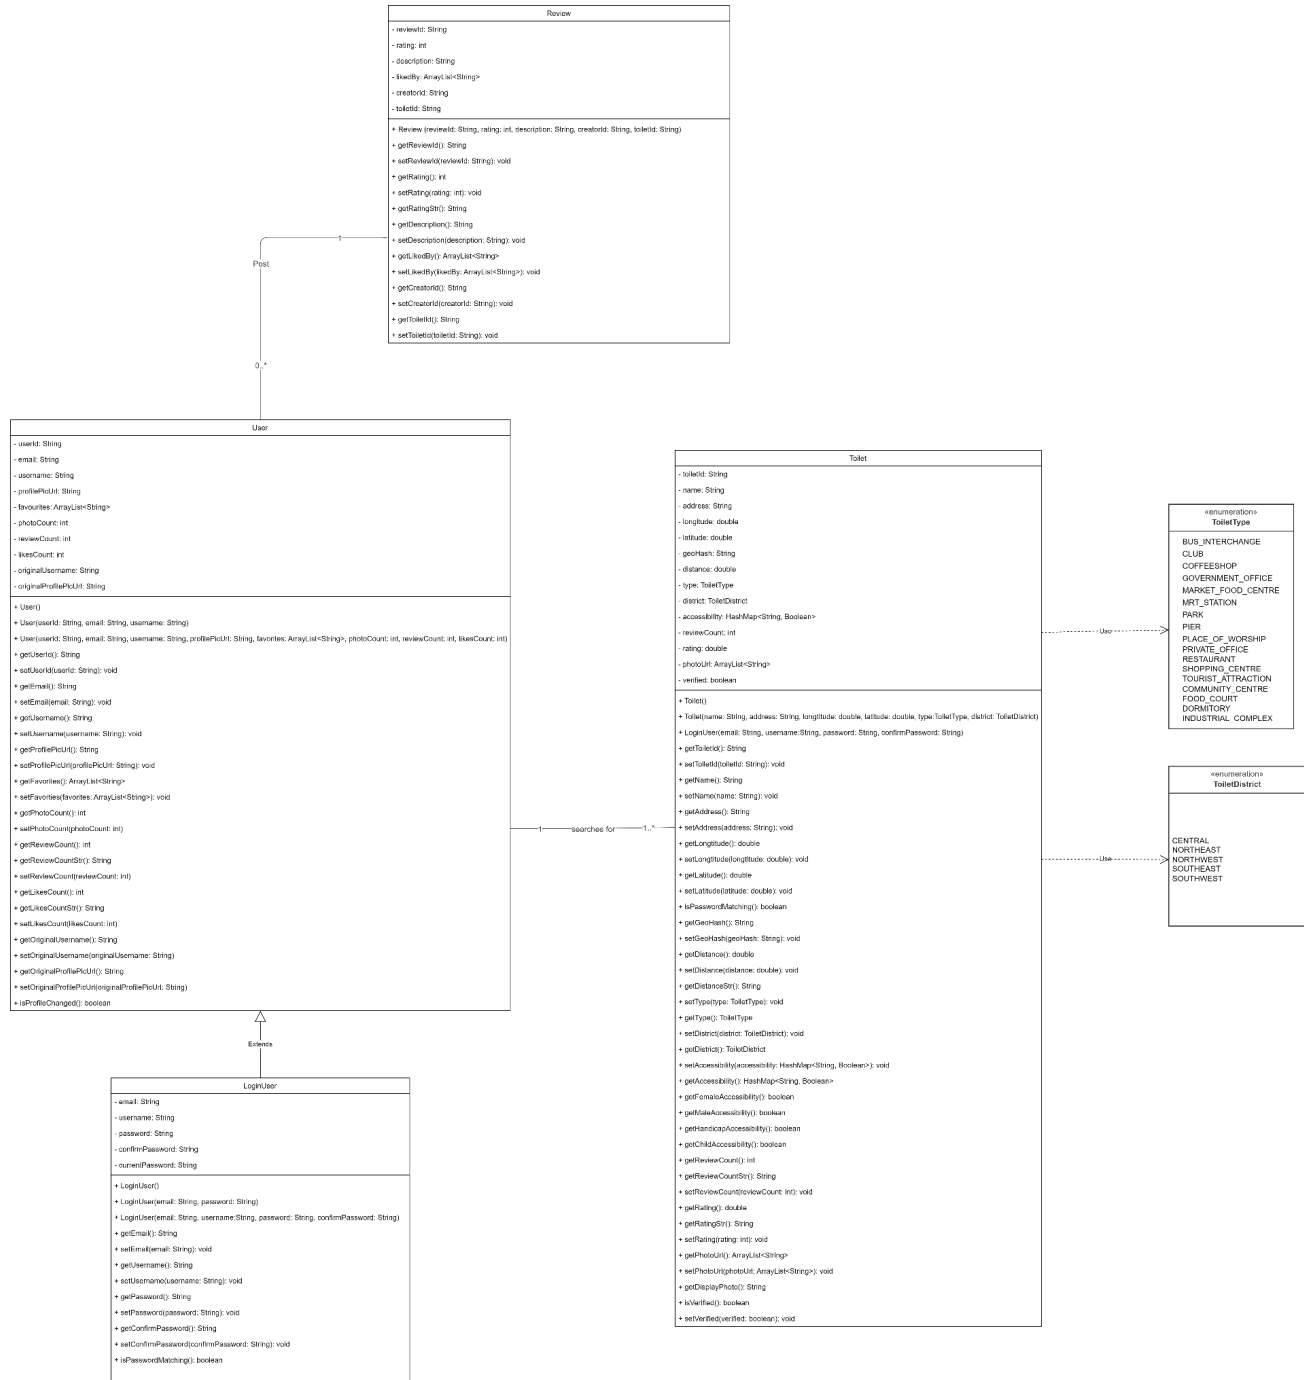 Review
- reviewId: String
- rating: int
- description: String
- likedBy: ArrayList<String>
- creatorId: String
- toiletId: String
+ Review (reviewId: String, rating: int, description: String, creatorId: String, toiletId: String)
+ getReviewId(): String
+ setReviewId(reviewId: String): void
+ getRating(): int
+ setRating(rating: int): void
+ getRatingStr(): String
+ getDescription(): String
+ setDescription(description: String): void
+ getLikedBy(): ArrayList<String>
+ setLikedBy(likedBy: ArrayList<String>): void
+ getCreatorId(): String
+ setCreatorId(creatorId: String): void
+ getToiletId(): String
+ setToiletId(toiletId: String): void
1
Post
0..*
User
- userId: String
- email: String
- username: String
- profilePicUrl: String
- favourites: ArrayList<String>
- photoCount: int
- reviewCount: int
- likesCount: int
- originalUsername: String
- originalProfilePicUrl: String
+ User()
+ User(userId: String, email: String, username: String)
+ User(userId: String, email: String, username: String, profilePicUrl: String, favorites: ArrayList<String>, photoCount: int, reviewCount: int, likesCount: int)
+ getUserId(): String
+ setUserId(userId: String): void
+ getEmail(): String
+ setEmail(email: String): void
+ getUsername(): String
+ setUsername(username: String): void
+ getProfilePicUrl(): String
+ setProfilePicUrl(profilePicUrl: String): void
+ getFavorites(): ArrayList<String>
+ setFavorties(favorites: ArrayList<String>): void
+ getPhotoCount(): int
+ setPhotoCount(photoCount: int)
+ getReviewCount(): int
+ getReviewCountStr(): String
+ setReviewCount(reviewCount: int)
+ getLikesCount(): int
+ getLikesCountStr(): String
+ setLikesCount(likesCount: int)
+ getOriginalUsername(): String
+ setOriginalUsername(originalUsername: String)
+ getOriginalProfilePicUrl(): String
+ setOriginalProfilePicUrl(originalProfilePicUrl: String)
+ isProfileChanged(): boolean
Extends
LoginUser
- email: String
- username: String
- password: String
- confirmPassword: String
- currentPassword: String
+ LoginUser()
+ LoginUser(email: String, password: String)
+ LoginUser(email: String, username:String, password: String, confirmPassword: String)
+ getEmail(): String
+ setEmail(email: String): void
+ getUsername(): String
+ setUsername(username: String): void
+ getPassword(): String
+ setPassword(password: String): void
+ getConfirmPassword(): String
+ setConfirmPassword(confirmPassword: String): void
+ isPasswordMatching(): boolean
1 searches for 1..*
Toilet
- toiletId: String
- name: String
- address: String
- longitude: double
- latitude: double
- geoHash: String
- distance: double
- type: ToiletType
- district: ToiletDistrict
- accessibility: HashMap<String, Boolean>
- reviewCount: int
- rating: double
- photoUrl: ArrayList<String>
- verified: boolean
+ Toilet()
+ Toilet(name: String, address: String, longtitude: double, latitude: double, type:ToiletType, district: ToiletDistrict)
+ LoginUser(email: String, username:String, password: String, confirmPassword: String)
+ getToiletId(): String
+ setToiletId(toiletId: String): void
+ getName(): String
+ setName(name: String): void
+ getAddress(): String
+ setAddress(address: String): void
+ getLongtitude(): double
+ setLongtitude(longtitude: double): void
+ getLatitude(): double
+ setLatitude(latitude: double): void
+ isPasswordMatching(): boolean
+ getGeoHash(): String
+ setGeoHash(geoHash: String): void
+ getDistance(): double
+ setDistance(distance: double): void
+ getDistanceStr(): String
+ setType(type: ToiletType): void
+ getType(): ToiletType
+ setDistrict(district: ToiletDistrict): void
+ getDistrict(): ToiletDistrict
+ setAccessibility(accessibility: HashMap<String, Boolean>): void
+ getAccessibility(): HashMap<String, Boolean>
+ getFemaleAccessibility(): boolean
+ getMaleAccessibility(): boolean
+ getHandicapAccessibility(): boolean
+ getChildAccessibility(): boolean
+ getReviewCount(): int
+ getReviewCountStr(): String
+ setReviewCount(reviewCount: int): void
+ getRating(): double
+ getRatingStr(): String
+ setRating(rating: int): void
+ getPhotoUrl(): ArrayList<String>
+ setPhotoUrl(photoUrl: ArrayList<String>): void
+ getDisplayPhoto(): String
+ isVerified(): boolean
+ setVerified(verified: boolean): void
Use
«enumeration»
ToiletType
BUS_INTERCHANGE
CLUB
COFFEESHOP
GOVERNMENT_OFFICE
MARKET_FOOD_CENTRE
MRT_STATION
PARK
PIER
PLACE_OF_WORSHIP
PRIVATE_OFFICE
RESTAURANT
SHOPPING_CENTRE
TOURIST_ATTRACTION
COMMUNITY_CENTRE
FOOD_COURT
DORMITORY
INDUSTRIAL_COMPLEX
Use
«enumeration»
ToiletDistrict
CENTRAL
NORTHEAST
NORTHWEST
SOUTHEAST
SOUTHWEST